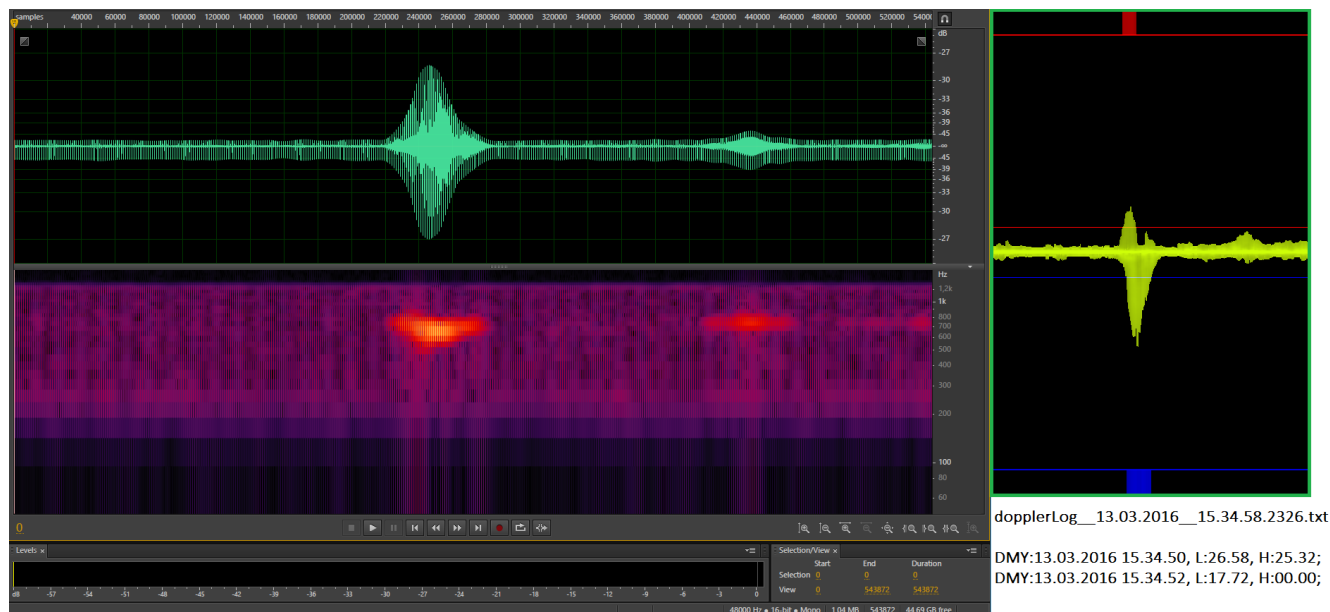 samples 40000 60000 80000 100000 120000 140000 160000 180000 200000 220000 240000 260000 280000 300000 320000 340000 360000 380000 400000 420000 440000 460000 480000 500000 520000 5400
dB
-27
-30
-33
-36
-39
-45
-∞
-45
-39
-36
-33
-30
-27
Hz
1,2k
1k
800
700
600
500
400
300
200
100
80
60
dopplerLog__13.03.2016__15.34.58.2326.txt
0
DMY:13.03.2016 15.34.50, L:26.58, H:25.32;
DMY:13.03.2016 15.34.52, L:17.72, H:00.00;
Levels ×
dB -57 -54 -51 -48 -45 -42 -39 -36 -33 -30 -27 -24 -21 -18 -15 -12 -9 -6 -3 0
Selection/View ×
Start End Duration
Selection 0 0 0
View 0 543872 543872
48000 Hz • 16-bit • Mono 1.04 MB 543872 44.69 GB free